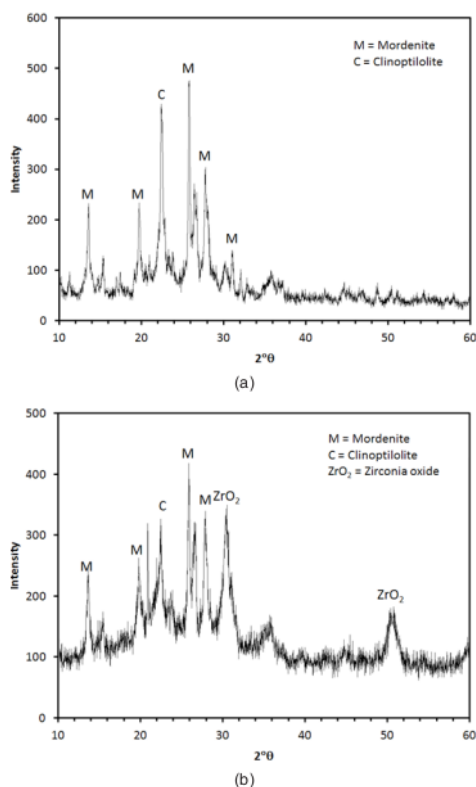 600
M = Mordenite
C = Clinoptilolite
M
500
C
400
M
Intensity
300
M
M
200
M
100
0
10
20
30
40
50
60
2°θ
(a)
500
M = Mordenite
C = Clinoptilolite
ZrO2 = Zirconia oxide
M
400
M
ZrO2
C
Intensity
300
M
M
200
ZrO2
100
0
10
20
30
40
50
60
2°θ
(b)